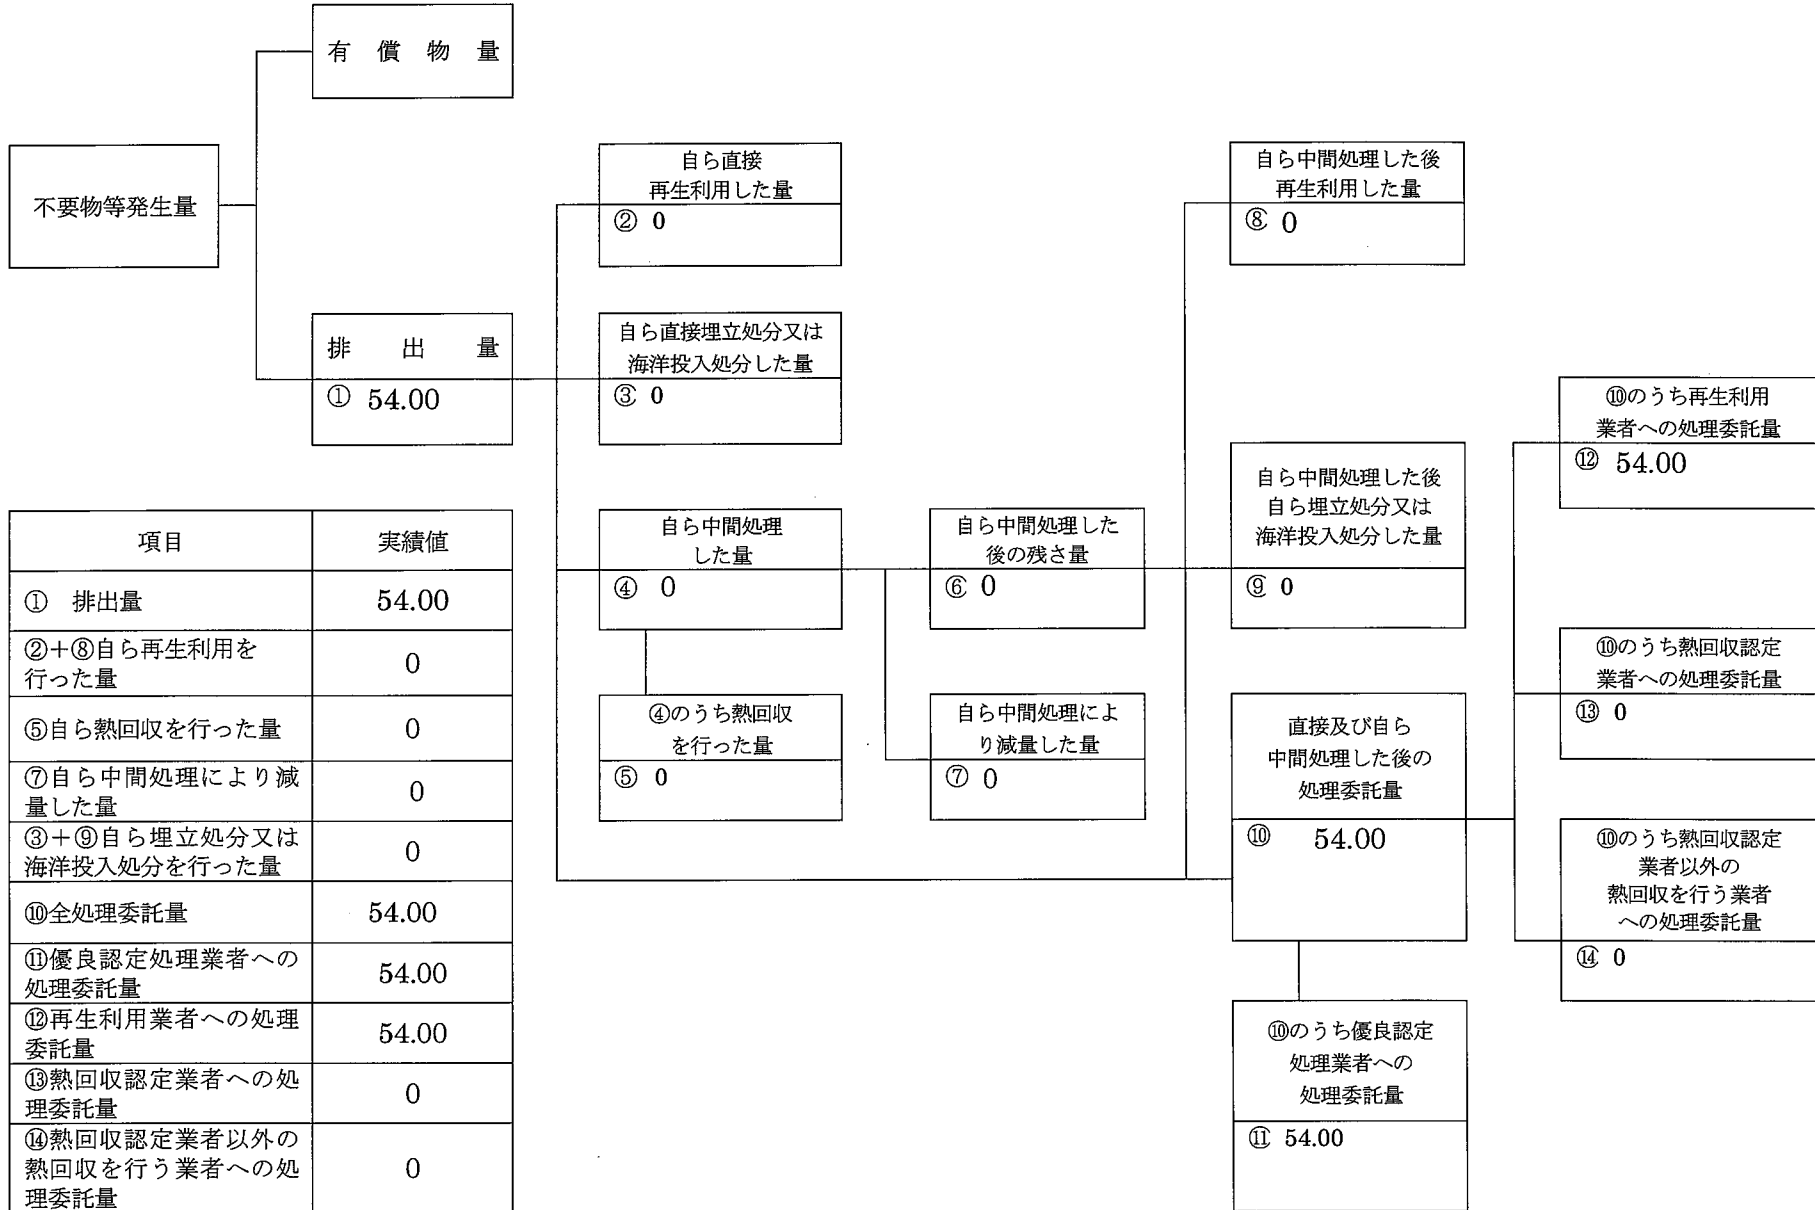 有償物量
不要物等発生量
排出量
① 54.00
自ら直接
再生利用した量
② 0
自ら直接埋立処分又は
海洋投入処分した量
③ 0
自ら中間処理
した量
④ 0
④のうち熱回収
を行った量
⑤ 0
自ら中間処理した
後の残さ量
⑥ 0
自ら中間処理によ
り減量した量
⑦ 0
自ら中間処理した後
再生利用した量
⑧ 0
自ら中間処理した後
自ら埋立処分又は
海洋投入処分した量
⑨ 0
直接及び自ら
中間処理した後の
処理委託量
⑩ 54.00
⑩のうち優良認定
処理業者への
処理委託量
⑪ 54.00
⑩のうち再生利用
業者への処理委託量
⑫ 54.00
⑩のうち熱回収認定
業者への処理委託量
⑬ 0
⑩のうち熱回収認定
業者以外の
熱回収を行う業者
への処理委託量
⑭ 0
項目 実績値
① 排出量 54.00
②+⑧自ら再生利用を
行った量 0
⑤自ら熱回収を行った量 0
⑦自ら中間処理により減
量した量 0
③+⑨自ら埋立処分又は
海洋投入処分を行った量 0
⑩全処理委託量 54.00
⑪優良認定処理業者への
処理委託量 54.00
⑫再生利用業者への処理
委託量 54.00
⑬熱回収認定業者への処
理委託量 0
⑭熱回収認定業者以外の
熱回収を行う業者への処
理委託量 0